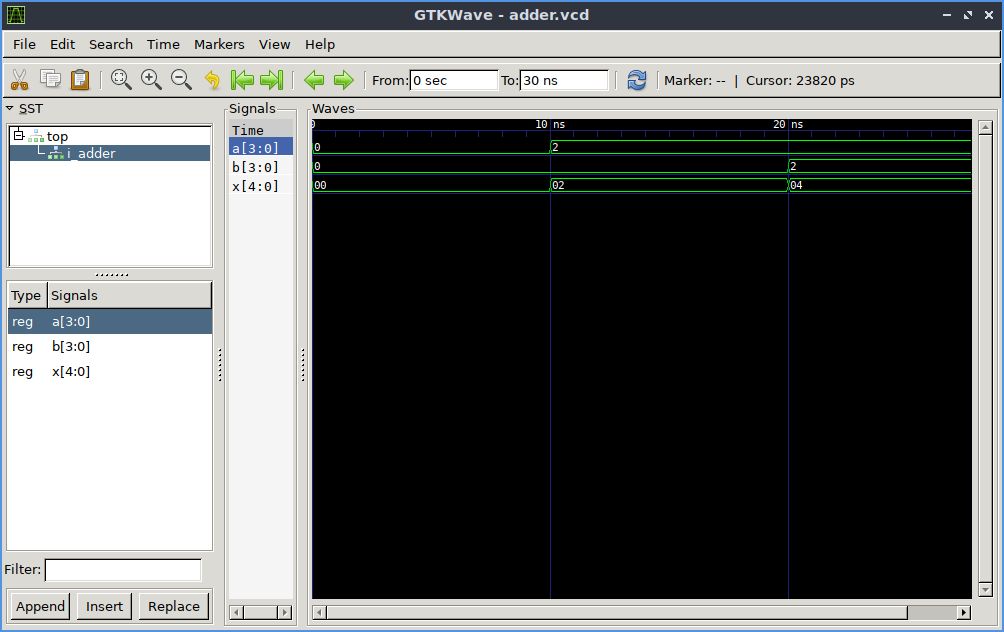 GTKWave - adder.vcd
File Edit Search Time Markers View Help
From: 0 sec To: 30 ns Marker: -- | Cursor: 23820 ps
SST
top
i_adder
Type Signals
reg a[3:0]
reg b[3:0]
reg x[4:0]
Filter:
Append Insert Replace
Signals
Time
a[3:0]
b[3:0]
x[4:0]
Waves
0 10 ns 20 ns
0 2
0 2
00 02 04